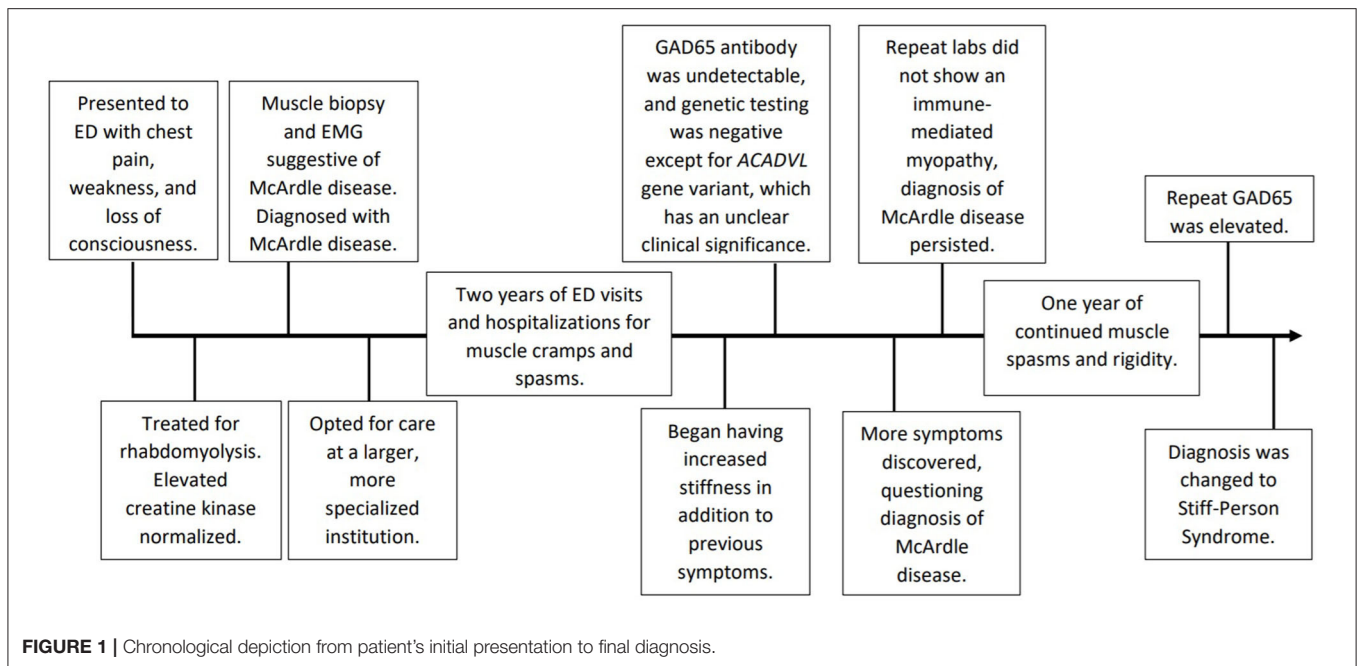 Presented to
ED with chest
pain,
weakness, and
loss of
consciousness.
Treated for
rhabdomyolysis.
Elevated
creatine kinase
normalized.
Muscle biopsy
and EMG
suggestive of
McArdle disease.
Diagnosed with
McArdle disease.
Opted for care
at a larger,
more
specialized
institution.
Two years of ED visits
and hospitalizations for
muscle cramps and
spasms.
Began having
increased
stiffness in
addition to
previous
symptoms.
GAD65 antibody
was undetectable,
and genetic testing
was negative
except for ACADVL
gene variant, which
has an unclear
clinical significance.
More symptoms
discovered,
questioning
diagnosis of
McArdle
disease.
Repeat labs did
not show an
immune-
mediated
myopathy,
diagnosis of
McArdle disease
persisted.
One year of
continued muscle
spasms and rigidity.
Repeat GAD65
was elevated.
Diagnosis was
changed to
Stiff-Person
Syndrome.
FIGURE 1 | Chronological depiction from patient's initial presentation to final diagnosis.